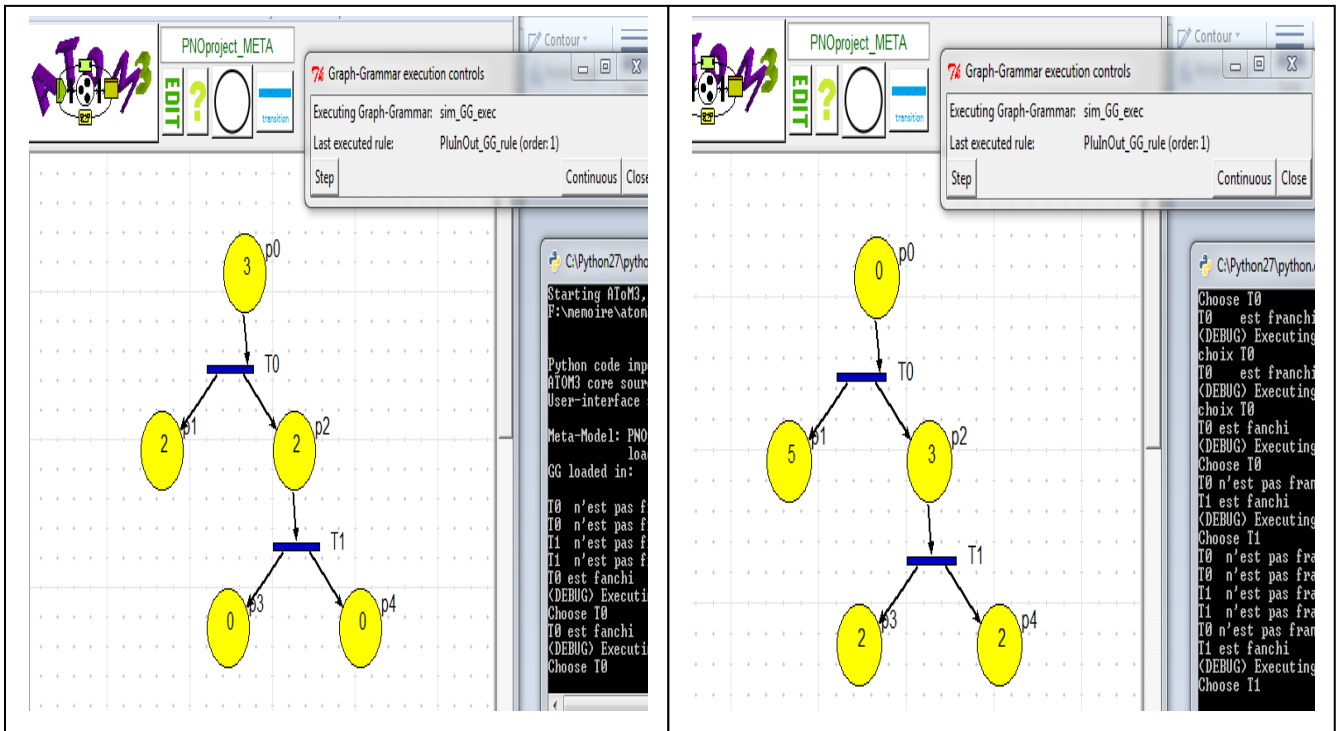 ATOM3
PNOproject_META
Contour
EDIT
?
transition
Graph-Grammar execution controls
Executing Graph-Grammar: sim_GG_exec
Last executed rule: PluInOut_GG_rule (order: 1)
Step
Continuous
Close
3
p0
T0
2
p1
2
p2
T1
0
p3
0
p4
C:\Python27\pytho
Starting AToM3,
F:\memoire\atom
Python code inp
ATOM3 core sour
User-interface
Meta-Model: PNO
loa
GG loaded in:
T0 n'est pas f
T0 n'est pas f
T1 n'est pas f
T1 n'est pas f
T0 est fanchi
(DEBUG) Executi
Choose T0
T0 est fanchi
(DEBUG) Executi
Choose T0
M3
PNOproject_META
Contour
EDIT
?
transition
Graph-Grammar execution controls
Executing Graph-Grammar: sim_GG_exec
Last executed rule: PluInOut_GG_rule (order: 1)
Step
Continuous
Close
0
p0
T0
5
p1
3
p2
T1
2
p3
2
p4
C:\Python27\python.
Choose T0
T0 est franchi
(DEBUG) Executing
choix T0
T0 est franchi
(DEBUG) Executing
choix T0
T0 est fanchi
(DEBUG) Executing
Choose T0
T0 n'est pas fran
T1 est fanchi
(DEBUG) Executing
Choose T1
T0 n'est pas fra
T0 n'est pas fra
T1 n'est pas fra
T1 n'est pas fra
T0 n'est pas fran
T1 est fanchi
(DEBUG) Executing
Choose T1